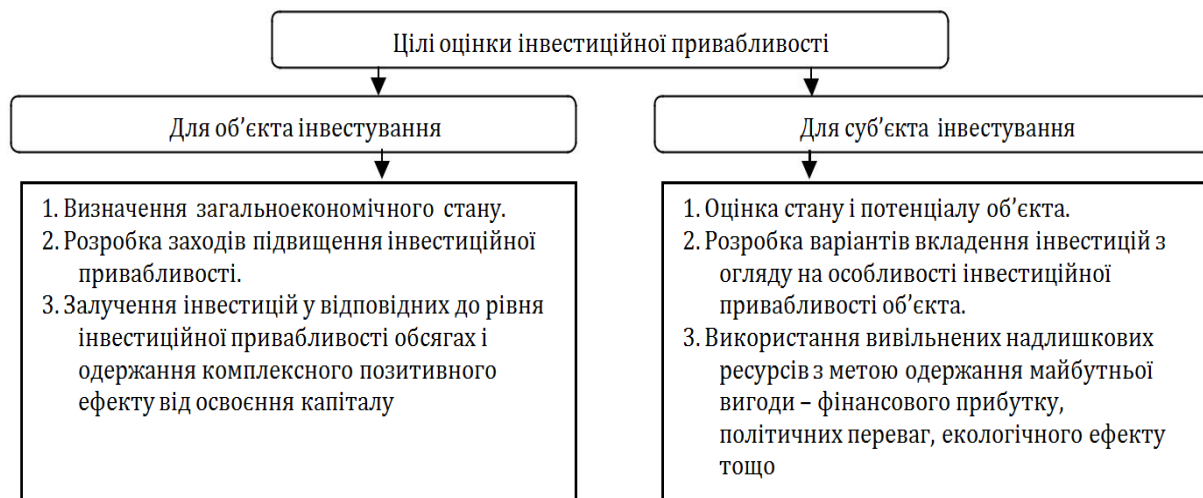 Цілі оцінки інвестиційної привабливості
Для об’єкта інвестування
1. Визначення загальноекономічного стану.
2. Розробка заходів підвищення інвестиційної
привабливості.
3. Залучення інвестицій у відповідних до рівня
інвестиційної привабливості обсягах і
одержання комплексного позитивного
ефекту від освоєння капіталу
Для суб’єкта інвестування
1. Оцінка стану і потенціалу об’єкта.
2. Розробка варіантів вкладення інвестицій з
огляду на особливості інвестиційної
привабливості об’єкта.
3. Використання вивільнених надлишкових
ресурсів з метою одержання майбутньої
вигоди – фінансового прибутку,
політичних переваг, екологічного ефекту
тощо